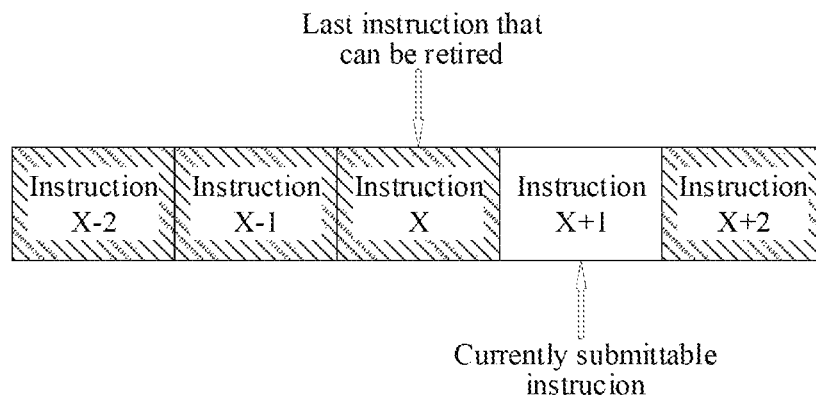 Last instruction that
can be retired
Instruction Instruction Instruction Instruction Instruction
X-2 X-1 X X+1 X+2
Currently submittable
instrucion